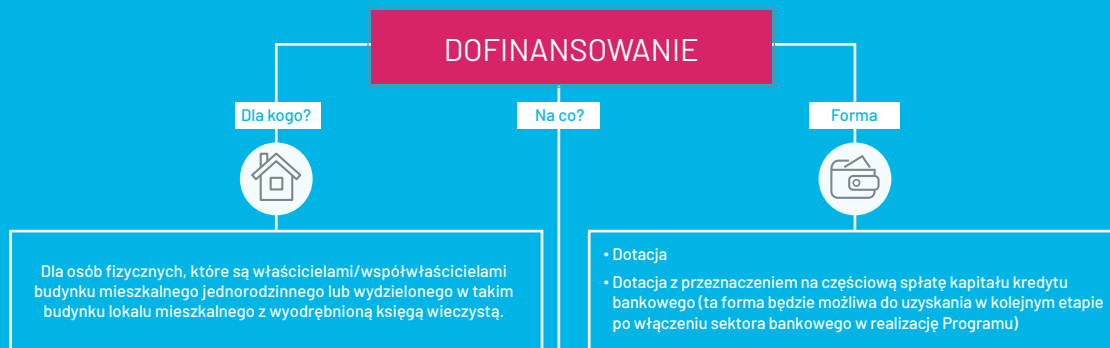 DOFINANSOWANIE
Dla kogo?
Na co?
Forma
Dla osób fizycznych, które są właścicielami/współwłaścicielami
budynku mieszkalnego jednorodzinnego lub wydzielonego w takim
budynku lokalu mieszkalnego z wyodrębnioną księgą wieczystą.
• Dotacja
• Dotacja z przeznaczeniem na częściową spłatę kapitału kredytu
bankowego (ta forma będzie możliwa do uzyskania w kolejnym etapie
po włączeniu sektora bankowego w realizację Programu)